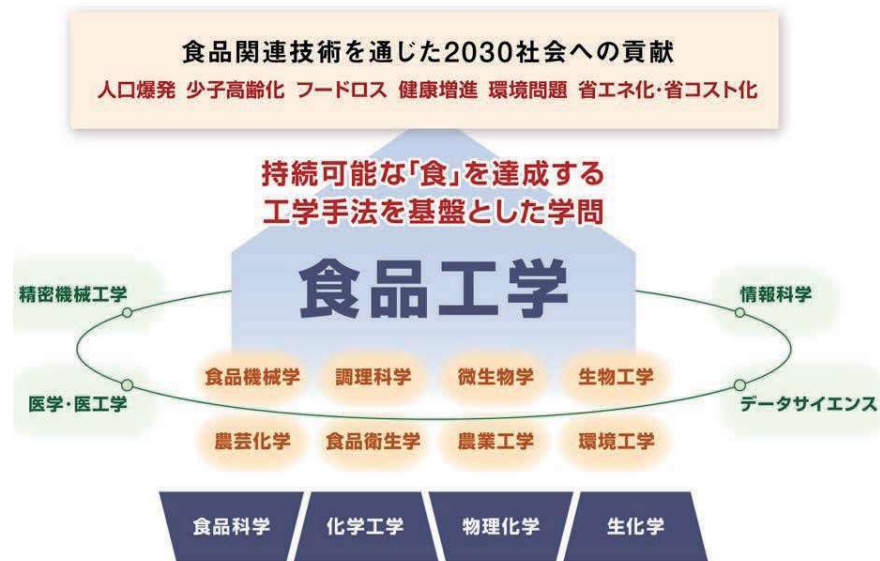 食品関連技術を通じた2030社会への貢献
人口爆発 少子高齢化 フードロス 健康増進 環境問題 省エネ化・省コスト化
持続可能な「食」を達成する
工学手法を基盤とした学問
食品工学
精密機械工学
情報科学
食品機械学 調理科学 微生物学 生物工学
医学・医工学
データサイエンス
農芸化学 食品衛生学 農業工学 環境工学
食品科学 化学工学 物理化学 生化学